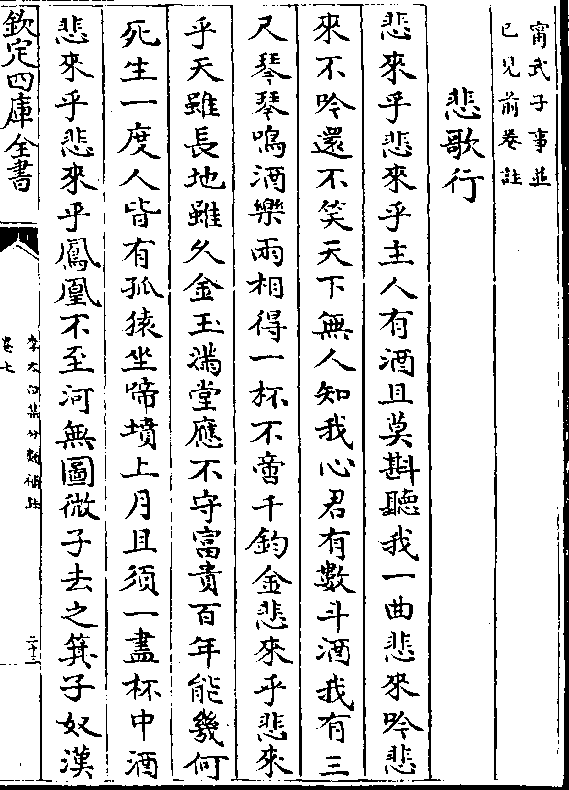 甯武子事並
已見前卷註
悲歌行
悲來乎悲來乎主人有酒且莫斟聽我一曲悲來吟悲
來不吟還不笑天下無人知我心君有數斗酒我有三
尺琴琴鳴酒樂兩相得一杯不啻千鈞金悲來乎悲來
乎天雖長地雖久金玉滿堂應不守富貴百年能幾何
死生一度人皆有孤猿坐啼墳上月且須一盡杯中酒
悲來乎悲來乎鳳凰不至河無圖微子去之箕子奴漢
欽定四庫全書
李太白集分類補註
卷七
二十三